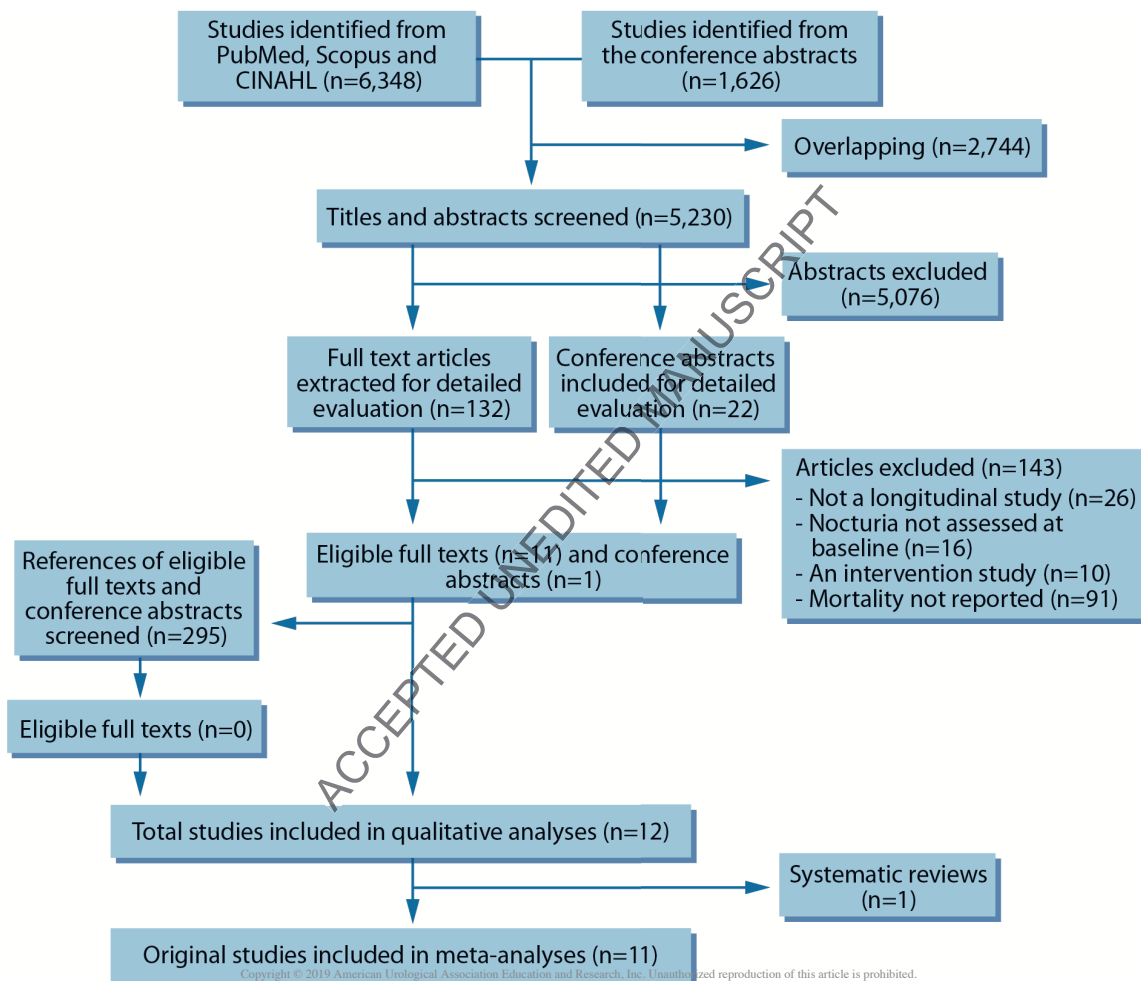 Studies identified from
PubMed, Scopus and
CINAHL (n=6,348)
Studies identified from
the conference abstracts
(n=1,626)
Overlapping (n=2,744)
Titles and abstracts screened (n=5,230)
Abstracts excluded
(n=5,076)
Full text articles
extracted for detailed
evaluation (n=132)
Conference abstracts
included for detailed
evaluation (n=22)
Articles excluded (n=143)
- Not a longitudinal study (n=26)
- Nocturia not assessed at
baseline (n=16)
- An intervention study (n=10)
- Mortality not reported (n=91)
Eligible full texts (n=11) and conference
abstracts (n=1)
References of eligible
full texts and
conference abstracts
screened (n=295)
Eligible full texts (n=0)
Total studies included in qualitative analyses (n=12)
Systematic reviews
(n=1)
Original studies included in meta-analyses (n=11)
ACCEPTED UNEDITED MANUSCRIPT
Copyright © 2019 American Urological Association Education and Research, Inc. Unauthorized reproduction of this article is prohibited.